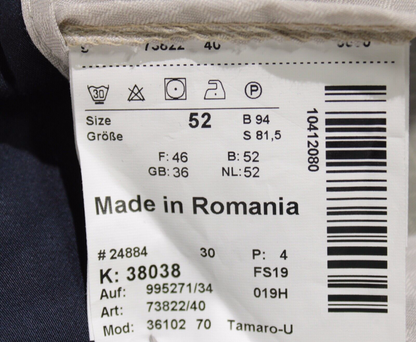 73822 40
30 P
Size 52 B 94
Größe S 81,5
F: 46 B: 52
GB: 36 NL: 52
10412080
Made in Romania
# 24884 30 P: 4
K: 38038 FS19
Auf: 995271/34 019H
Art: 73822/40
Mod: 36102 70 Tamaro-U